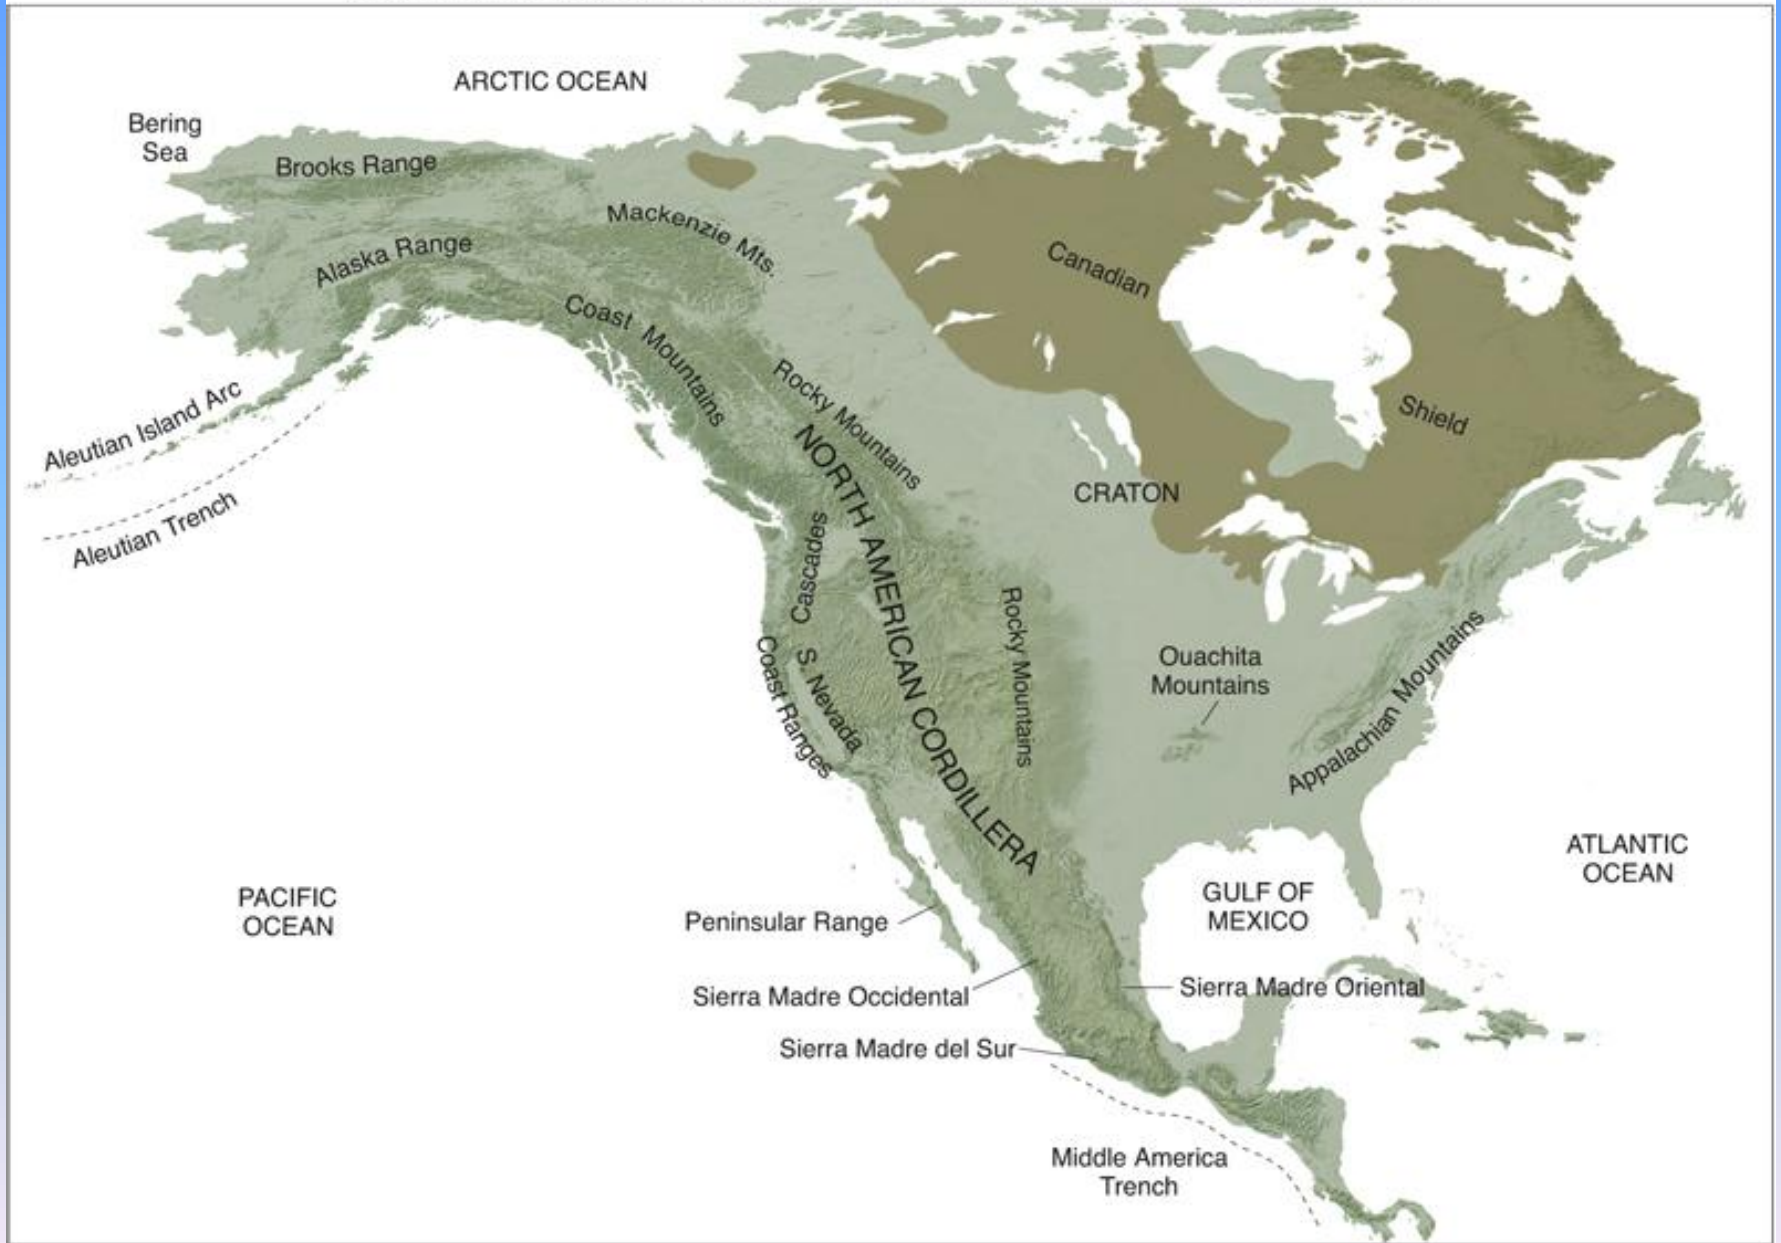 ARCTIC OCEAN
Bering
Sea
Brooks Range
Mackenzie Mts.
Alaska Range
Canadian
Coast Mountains
Rocky Mountains
Aleutian Island Arc
Shield
NORTH AMERICAN CORDILLERA
CRATON
Aleutian Trench
Cascades
Rocky Mountains
Coast Ranges
S. Nevada
Ouachita
Mountains
Appalachian Mountains
ATLANTIC
OCEAN
PACIFIC
OCEAN
GULF OF
MEXICO
Peninsular Range
Sierra Madre Occidental
Sierra Madre Oriental
Sierra Madre del Sur
Middle America
Trench